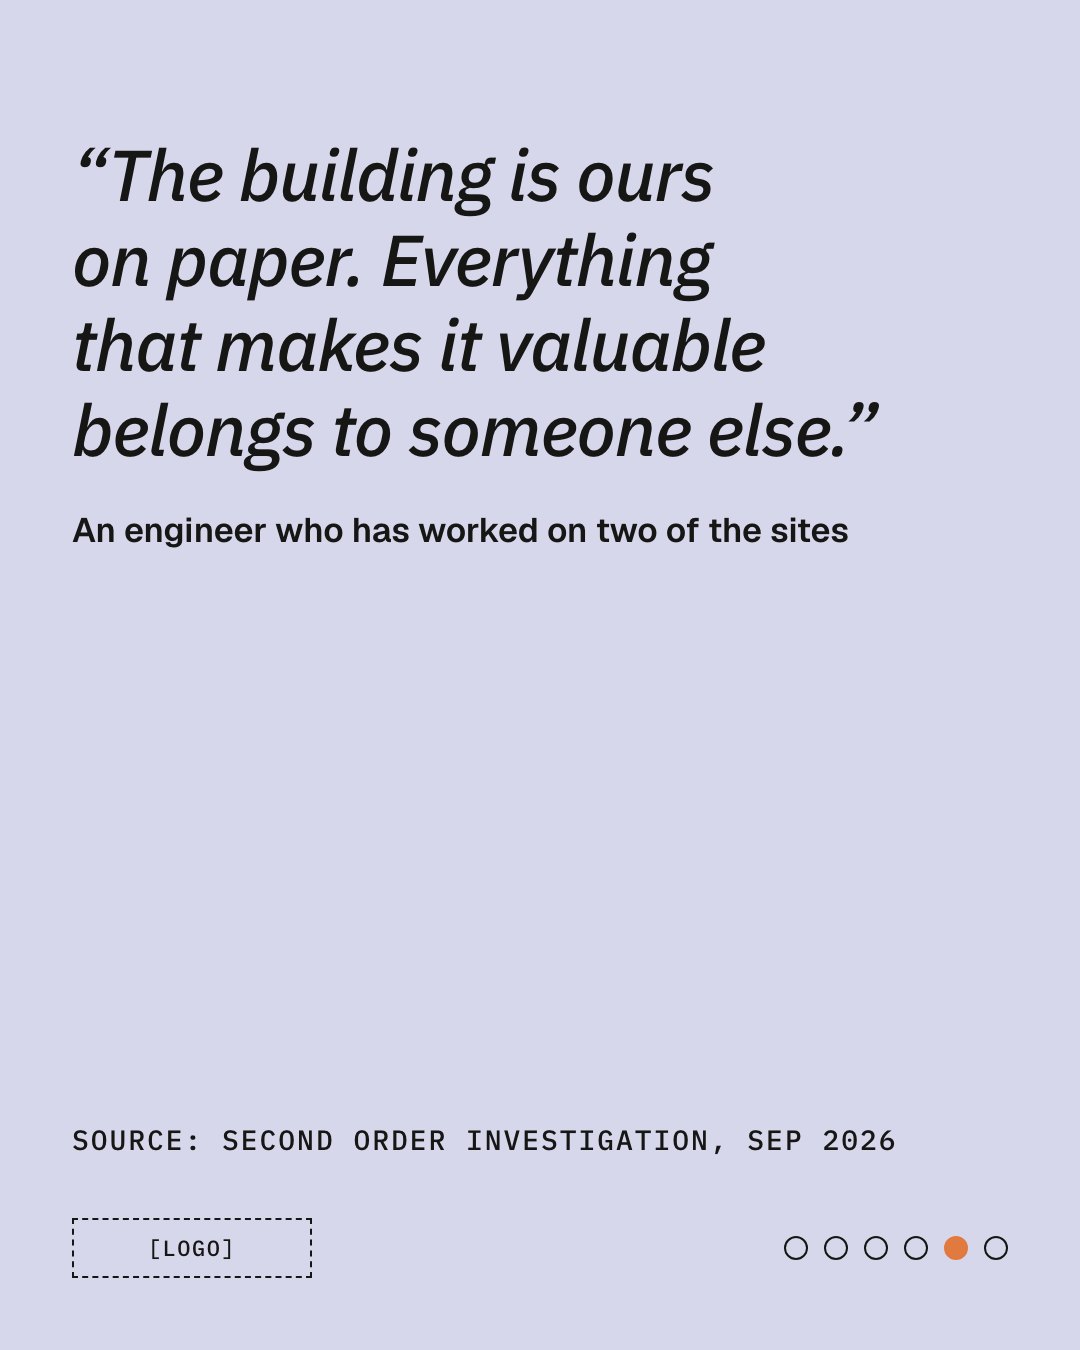 “The building is ours
on paper. Everything
that makes it valuable
belongs to someone else.”
An engineer who has worked on two of the sites
SOURCE: SECOND ORDER INVESTIGATION, SEP 2026
[LOGO]